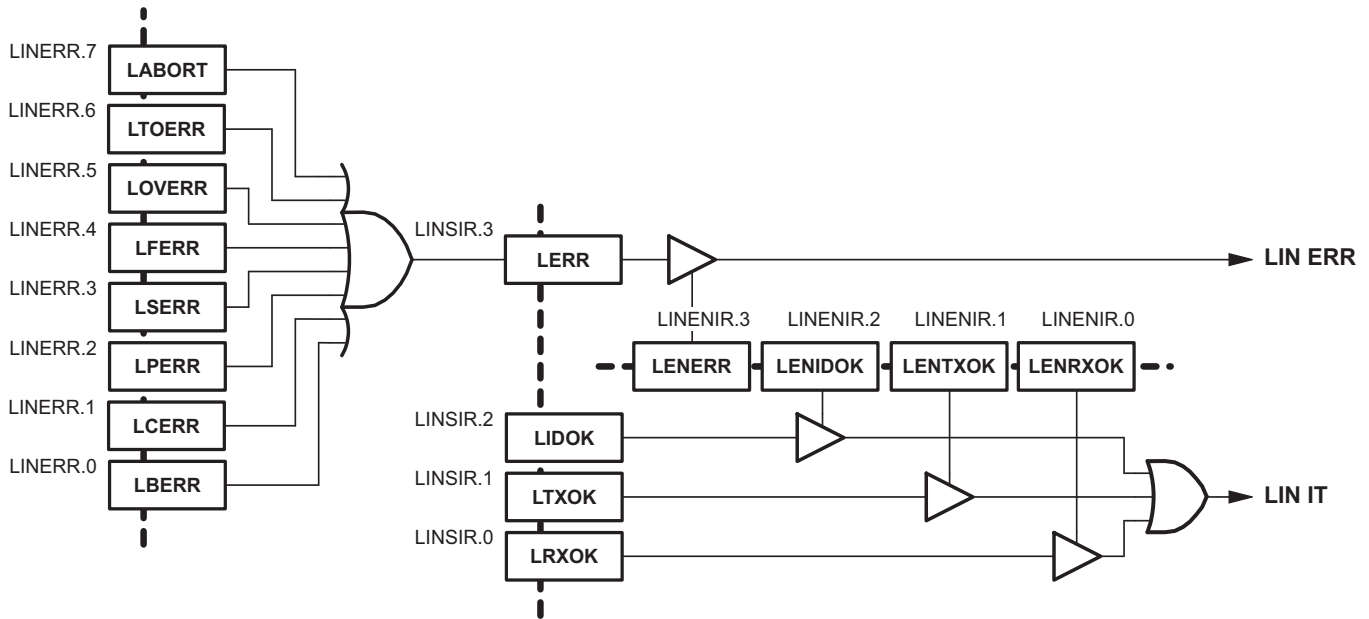 LINERR.7
LABORT
LINERR.6
LTOERR
LINERR.5
LOVERR
LINERR.4
LFERR
LINERR.3
LSERR
LINERR.2
LPERR
LINERR.1
LCERR
LINERR.0
LBERR
LINSIR.3
LERR
LIN ERR
LINENIR.3 LINENIR.2 LINENIR.1 LINENIR.0
LENERR LENIDOK LENTXOK LENRXOK
LINSIR.2
LIDOK
LINSIR.1
LTXOK
LIN IT
LINSIR.0
LRXOK